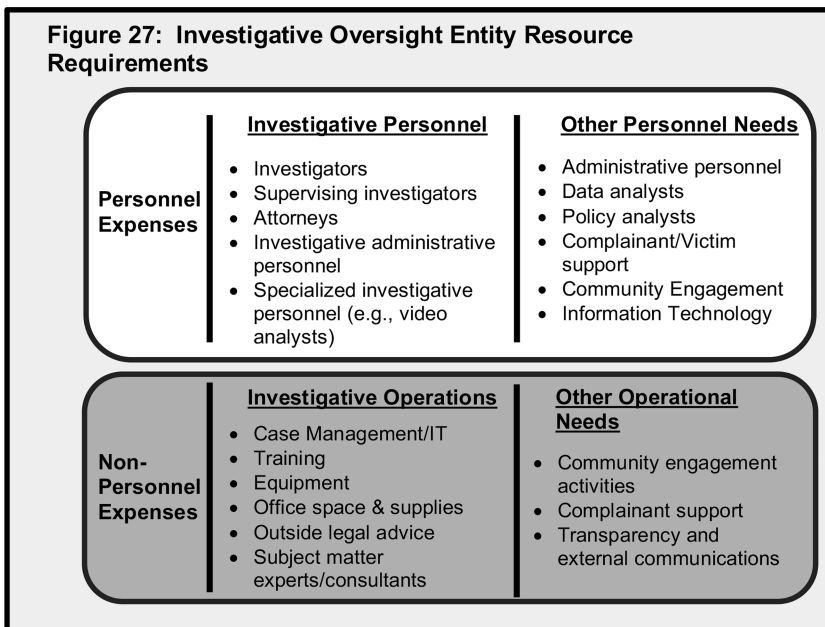 Figure 27:  Investigative Oversight Entity Resource
Requirements
Personnel
Expenses
Investigative Personnel
• Investigators
• Supervising investigators
• Attorneys
• Investigative administrative
personnel
• Specialized investigative
personnel (e.g., video
analysts)
Other Personnel Needs
• Administrative personnel
• Data analysts
• Policy analysts
• Complainant/Victim
support
• Community Engagement
• Information Technology
Non-
Personnel
Expenses
Investigative Operations
• Case Management/IT
• Training
• Equipment
• Office space & supplies
• Outside legal advice
• Subject matter
experts/consultants
Other Operational
Needs
• Community engagement
activities
• Complainant support
• Transparency and
external communications